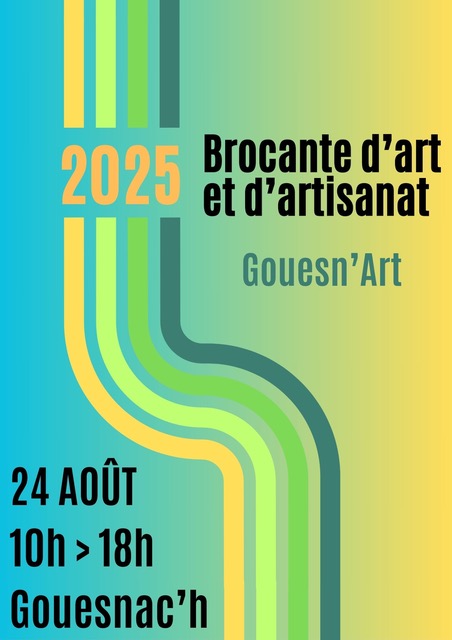 2025
Brocante d’art
et d’artisanat
Gouesn’Art
24 AOÛT
10h > 18h
Gouesnac’h